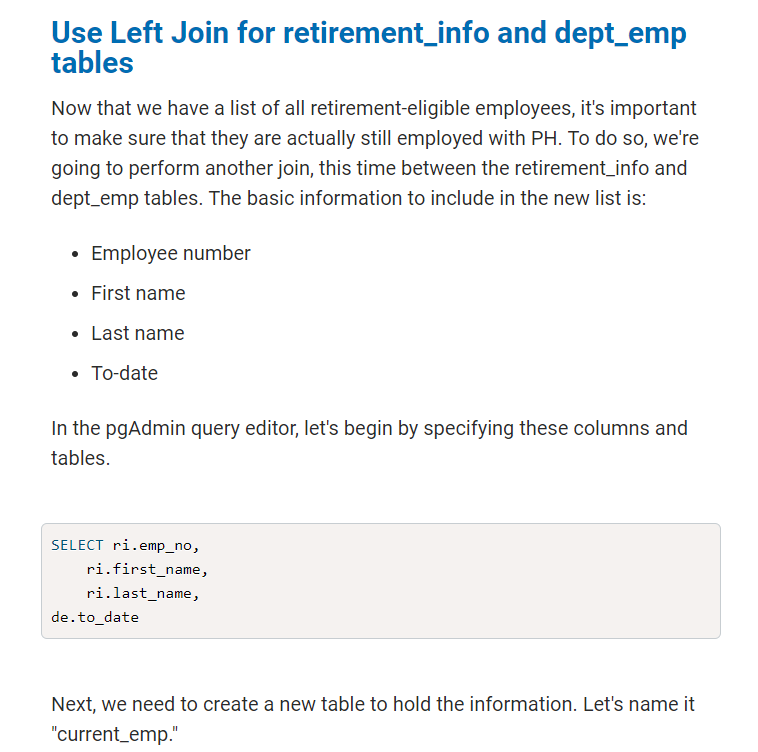 Use Left Join for retirement_info and dept_emp
tables
Now that we have a list of all retirement-eligible employees, it's important
to make sure that they are actually still employed with PH. To do so, we're
going to perform another join, this time between the retirement_info and
dept_emp tables. The basic information to include in the new list is:
• Employee number
• First name
• Last name
• To-date
In the pgAdmin query editor, let's begin by specifying these columns and
tables.
SELECT ri.emp_no,
    ri.first_name,
    ri.last_name,
de.to_date
Next, we need to create a new table to hold the information. Let's name it
"current_emp."